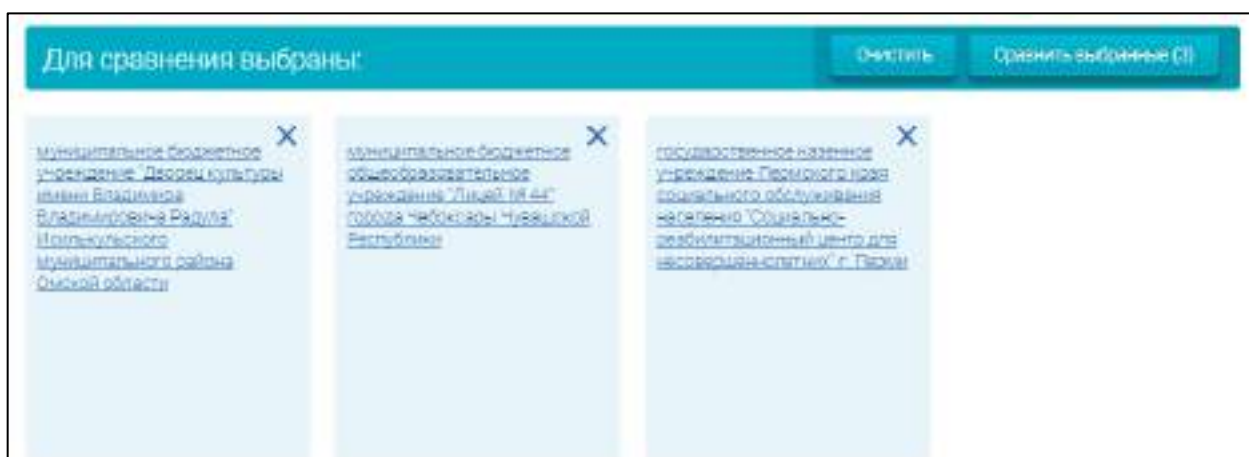 Для сравнения выбраны:
Очистить
Сравнить выбранные (3)
муниципальное бюджетное
учреждение "Дворец культуры
имени Владимира
Владимировича Радула"
Исилькульского
муниципального района
Омской области
муниципальное бюджетное
общеобразовательное
учреждение "Лицей № 44"
города Чебоксары Чувашской
Республики
государственное казенное
учреждение Пермского края
социального обслуживания
населения "Социально-
реабилитационный центр для
несовершеннолетних" г. Перми